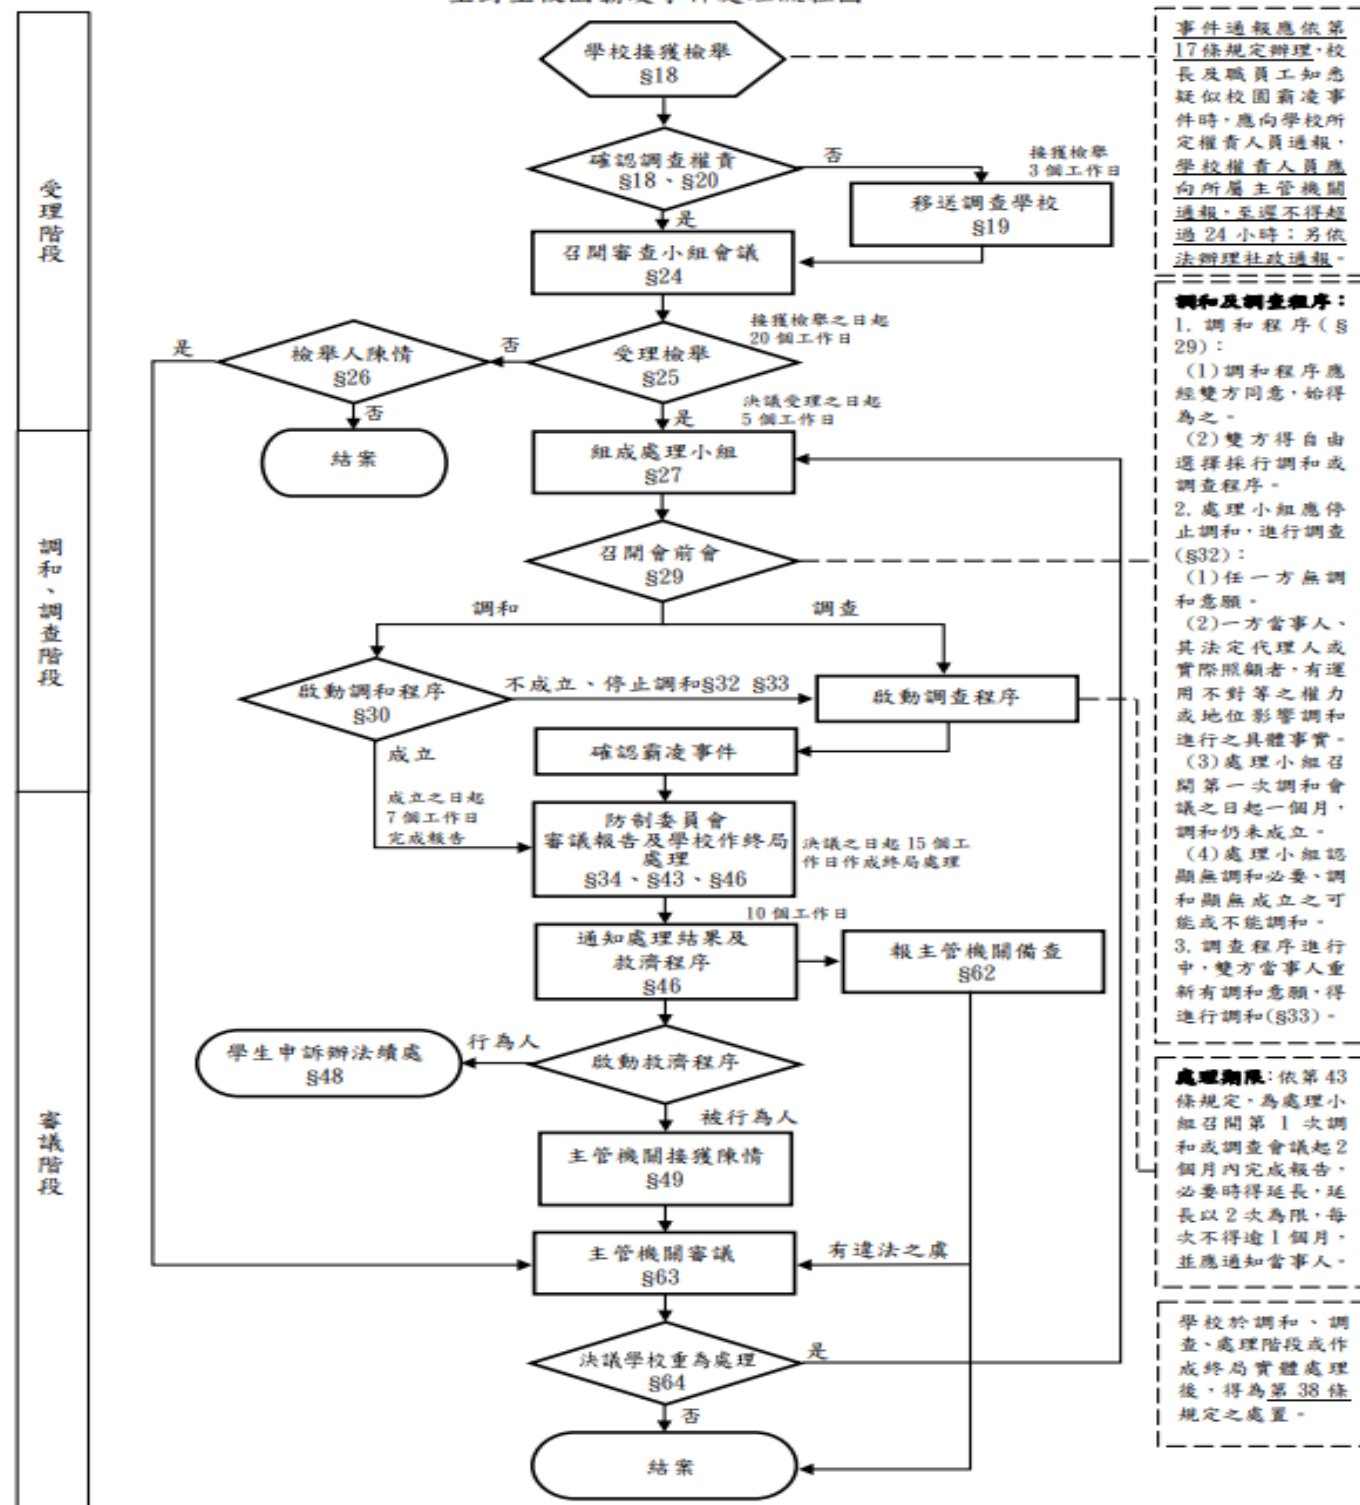 受理階段
調和、調查階段
審議階段
學校接獲檢舉
§18
確認調查權責
§18、§20
否
接獲檢舉
3 個工作日
移送調查學校
§19
是
召開審查小組會議
§24
接獲檢舉之日起
20 個工作日
受理檢舉
§25
否
檢舉人陳情
§26
是
否
結案
決議受理之日起
5 個工作日
是
組成處理小組
§27
召開會前會
§29
調和
調查
啟動調和程序
§30
不成立、停止調和§32 §33
啟動調查程序
成立
確認霸凌事件
成立之日起
7 個工作日
完成報告
防制委員會
審議報告及學校作終局
處理
§34、§43、§46
決議之日起 15 個工
作日作成終局處理
10 個工作日
通知處理結果及
救濟程序
§46
報主管機關備查
§62
啟動救濟程序
行為人
學生申訴辦法續處
§48
被行為人
主管機關接獲陳情
§49
主管機關審議
§63
有違法之虞
決議學校重為處理
§64
是
否
結案
事件通報應依第
17條規定辦理，校
長及職員工知悉
疑似校園霸凌事
件時，應向學校所
定權責人員通報，
學校權責人員應
向所屬主管機關
通報，至遲不得超
過 24 小時；另依
法辦理社政通報。
調和及調查程序：
1. 調和程序(§
29)：
(1)調和程序應
經雙方同意，始得
為之。
(2)雙方得自由
選擇採行調和或
調查程序。
2. 處理小組應停
止調和，進行調查
(§32)：
(1)任一方無調
和意願。
(2)一方當事人、
其法定代理人或
實際照顧者，有運
用不對等之權力
或地位影響調和
進行之具體事實。
(3)處理小組召
開第一次調和會
議之日起一個月，
調和仍未成立。
(4)處理小組認
顯無調和必要、調
和顯無成立之可
能或不能調和。
3. 調查程序進行
中，雙方當事人重
新有調和意願，得
進行調和(§33)。
處理期限：依第 43
條規定，為處理小
組召開第 1 次調
和或調查會議起2
個月內完成報告，
必要時得延長，延
長以 2 次為限，每
次不得逾 1 個月，
並應通知當事人。
學校於調和、調
查、處理階段或作
成終局實體處理
後，得為第 38 條
規定之處置。